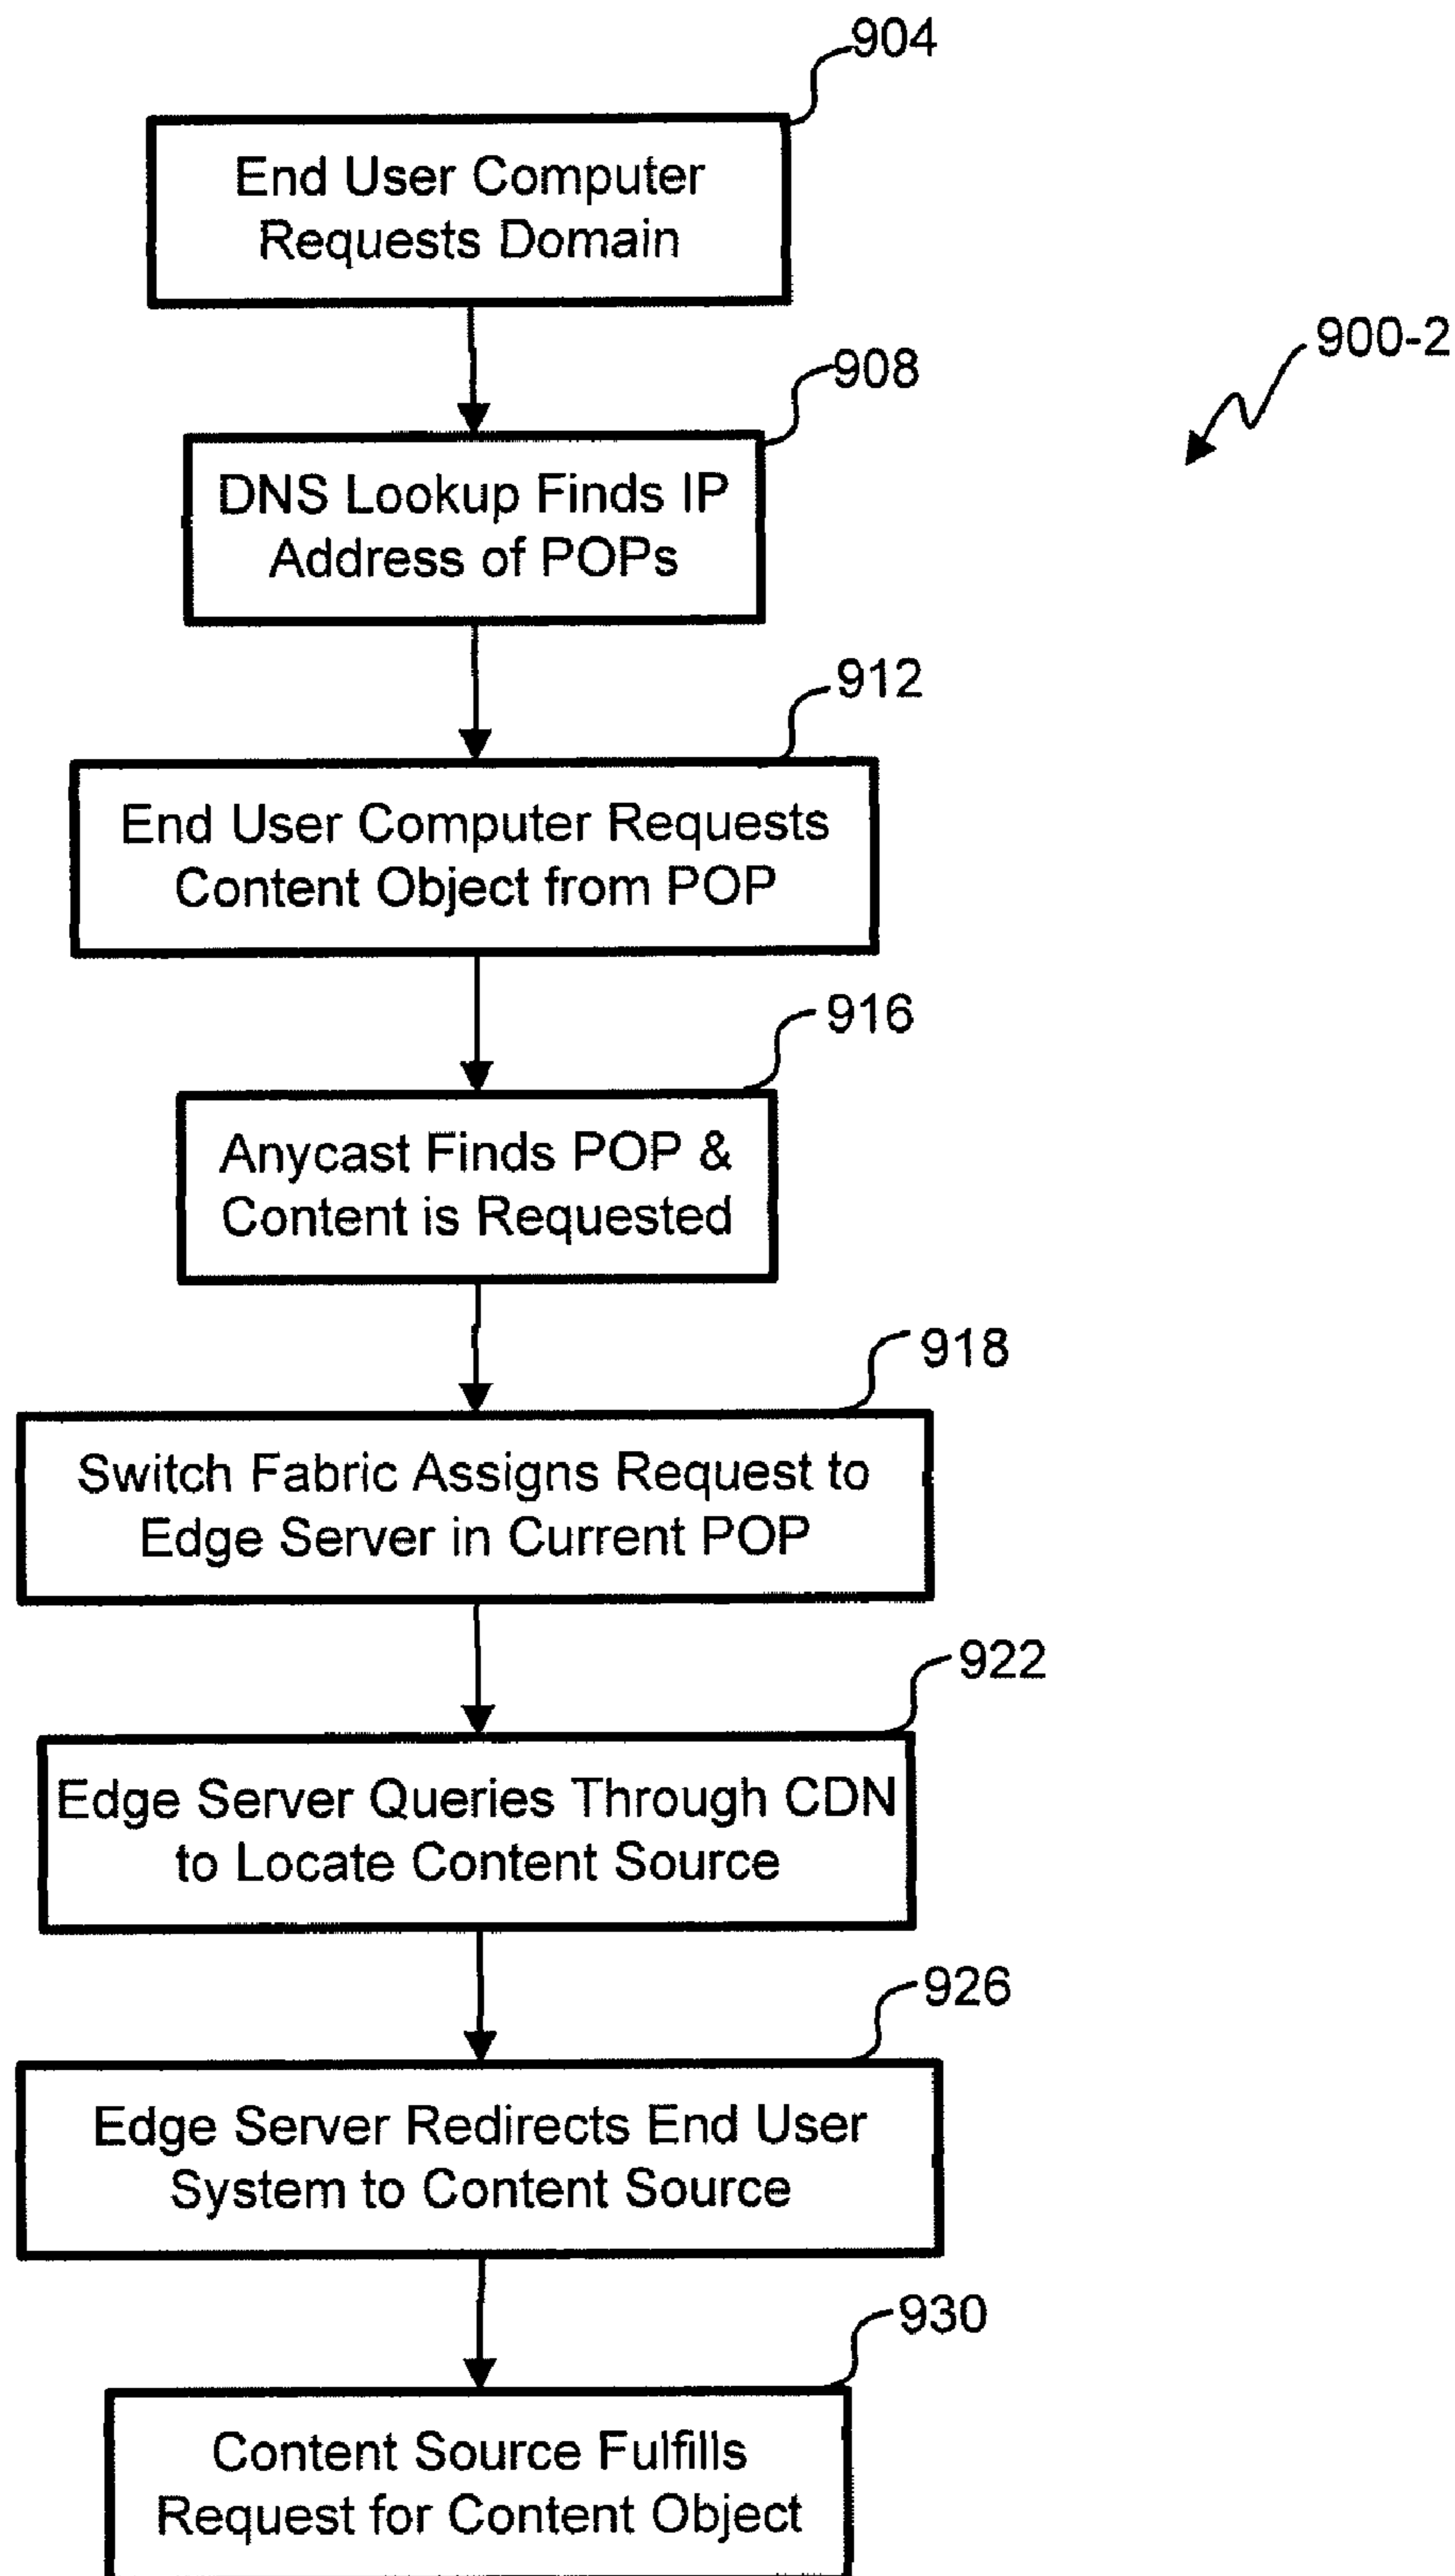 904
End User Computer
Requests Domain
900-2
908
DNS Lookup Finds IP
Address of POPs
912
End User Computer Requests
Content Object from POP
916
Anycast Finds POP &
Content is Requested
918
Switch Fabric Assigns Request to
Edge Server in Current POP
922
Edge Server Queries Through CDN
to Locate Content Source
926
Edge Server Redirects End User
System to Content Source
930
Content Source Fulfills
Request for Content Object